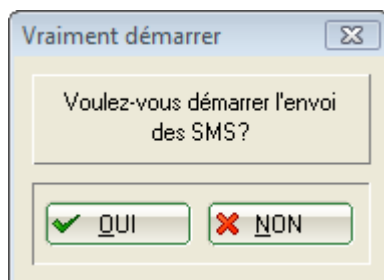 Vraiment démarrer
Voulez-vous démarrer l'envoi
des SMS?
OUI
NON